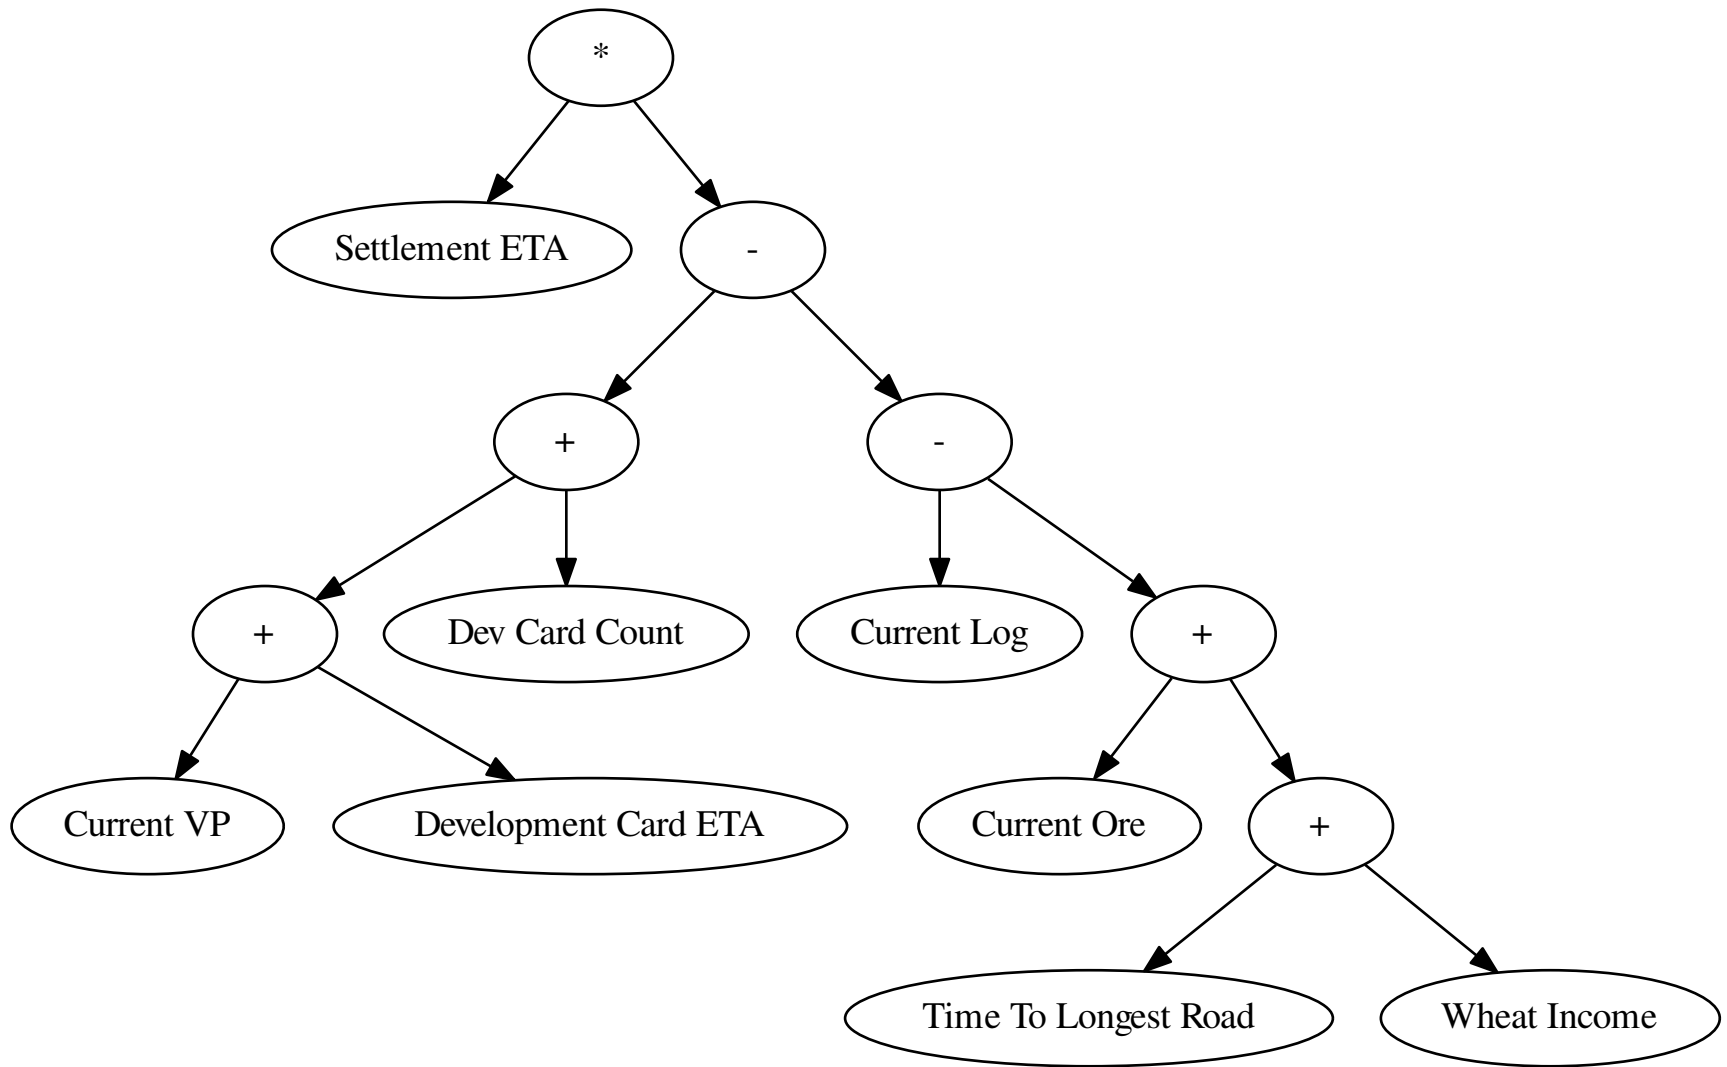 *
Settlement ETA
-
+
-
+
Dev Card Count
Current Log
+
Current VP
Development Card ETA
Current Ore
+
Time To Longest Road
Wheat Income